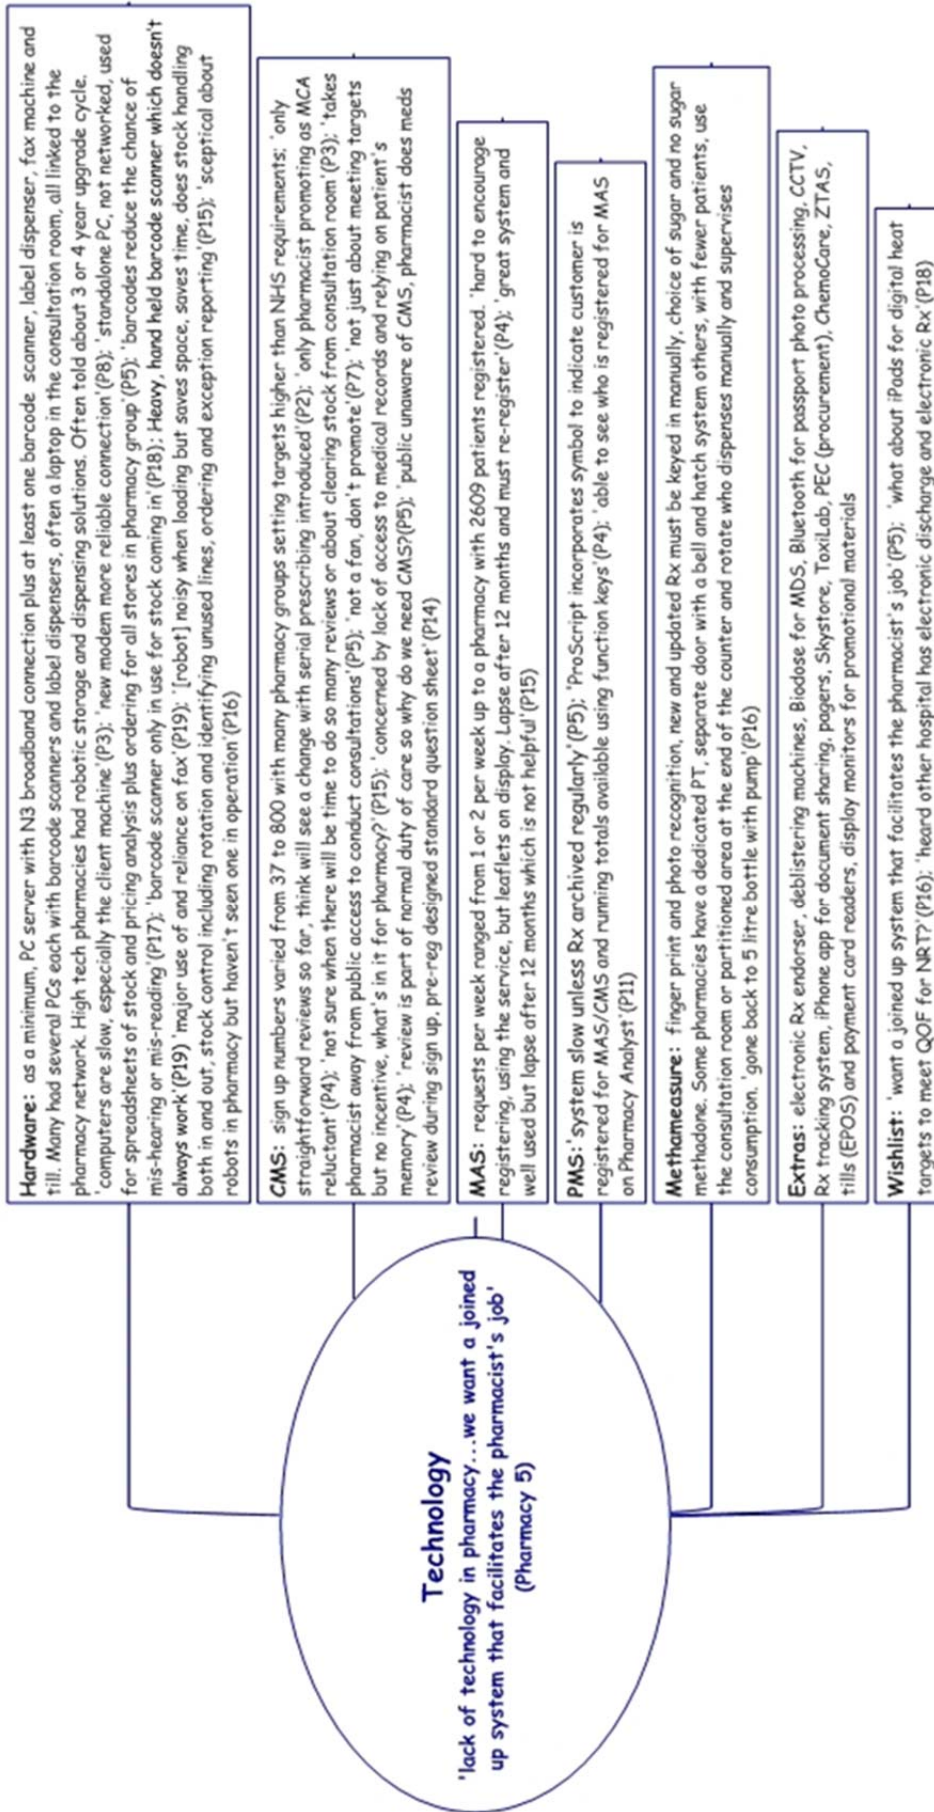 Technology
'lack of technology in pharmacy...we want a joined
up system that facilitates the pharmacist's job'
(Pharmacy 5)
Hardware: as a minimum, PC server with N3 broadband connection plus at least one barcode scanner, label dispenser, fax machine and
till. Many had several PCs each with barcode scanners and label dispensers, often a laptop in the consultation room, all linked to the
pharmacy network. High tech pharmacies had robotic storage and dispensing solutions. Often told about 3 or 4 year upgrade cycle.
'computers are slow, especially the client machine'(P3); 'new modem more reliable connection'(P8); 'standalone PC, not networked, used
for spreadsheets of stock and pricing analysis plus ordering for all stores in pharmacy group'(P5); 'barcodes reduce the chance of
mis-hearing or mis-reading'(P17); 'barcode scanner only in use for stock coming in'(P18); Heavy, hand held barcode scanner which doesn't
always work'(P19) 'major use of and reliance on fax'(P19); '[robot] noisy when loading but saves space, saves time, does stock handling
both in and out, stock control including rotation and identifying unused lines, ordering and exception reporting'(P15); 'sceptical about
robots in pharmacy but haven't seen one in operation'(P16)
CMS: sign up numbers varied from 37 to 800 with many pharmacy groups setting targets higher than NHS requirements; 'only
straightforward reviews so far, think will see a change with serial prescribing introduced'(P2); 'only pharmacist promoting as MCA
reluctant'(P4); 'not sure when there will be time to do so many reviews or about clearing stock from consultation room'(P3); 'takes
pharmacist away from public access to conduct consultations'(P5); 'not a fan, don't promote'(P7); 'not just about meeting targets
but no incentive, what's in it for pharmacy?'(P15); 'concerned by lack of access to medical records and relying on patient's
memory'(P4); 'review is part of normal duty of care so why do we need CMS?(P5); 'public unaware of CMS, pharmacist does meds
review during sign up, pre-reg designed standard question sheet'(P14)
MAS: requests per week ranged from 1 or 2 per week up to a pharmacy with 2609 patients registered. 'hard to encourage
registering, using the service, but leaflets on display. Lapse after 12 months and must re-register'(P4); 'great system and
well used but lapse after 12 months which is not helpful'(P15)
PMS: 'system slow unless Rx archived regularly'(P5); 'ProScript incorporates symbol to indicate customer is
registered for MAS/CMS and running totals available using function keys'(P4); 'able to see who is registered for MAS
on Pharmacy Analyst'(P11)
Methameasure: finger print and photo recognition, new and updated Rx must be keyed in manually, choice of sugar and no sugar
methadone. Some pharmacies have a dedicated PT, separate door with a bell and hatch system others, with fewer patients, use
the consultation room or partitioned area at the end of the counter and rotate who dispenses manually and supervises
consumption. 'gone back to 5 litre bottle with pump'(P16)
Extras: electronic Rx endorser, deblistering machines, Biodose for MDS, Bluetooth for passport photo processing, CCTV,
Rx tracking system, iPhone app for document sharing, pagers, Skystore, ToxiLab, PEC (procurement), ChemoCare, ZTAS,
tills (EPOS) and payment card readers, display monitors for promotional materials
Wishlist: 'want a joined up system that facilitates the pharmacist's job'(P5); 'what about iPads for digital heat
targets to meet QOF for NRT?'(P16); 'heard other hospital has electronic discharge and electronic Rx'(P18)